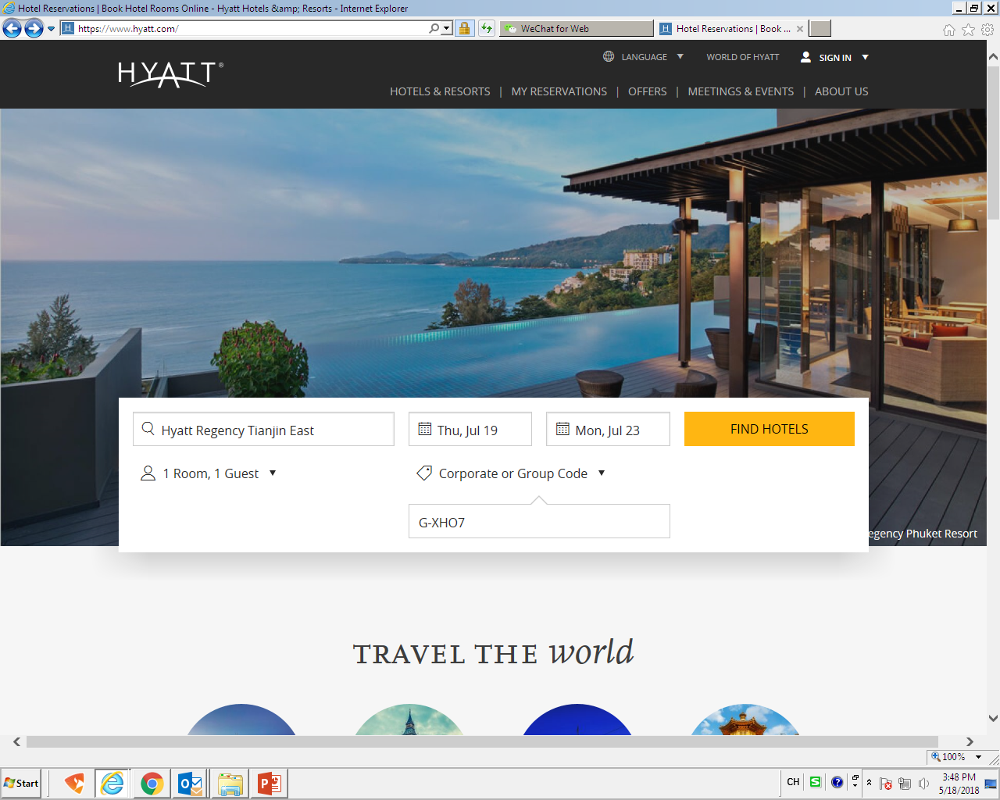 Hotel Reservations | Book Hotel Rooms Online - Hyatt Hotels &amp; Resorts - Internet Explorer
https://www.hyatt.com/
WeChat for Web
Hotel Reservations | Book ...
HYATT®
LANGUAGE
WORLD OF HYATT
SIGN IN
HOTELS & RESORTS | MY RESERVATIONS | OFFERS | MEETINGS & EVENTS | ABOUT US
Hyatt Regency Tianjin East
Thu, Jul 19
Mon, Jul 23
FIND HOTELS
1 Room, 1 Guest
Corporate or Group Code
G-XHO7
egency Phuket Resort
TRAVEL THE world
100%
Start
CH
3:48 PM
5/18/2018